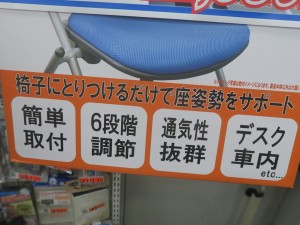 椅子にとりつけるだけで座姿勢をサポート
簡単
取付
6段階
調節
通気性
抜群
デスク
車内
etc...